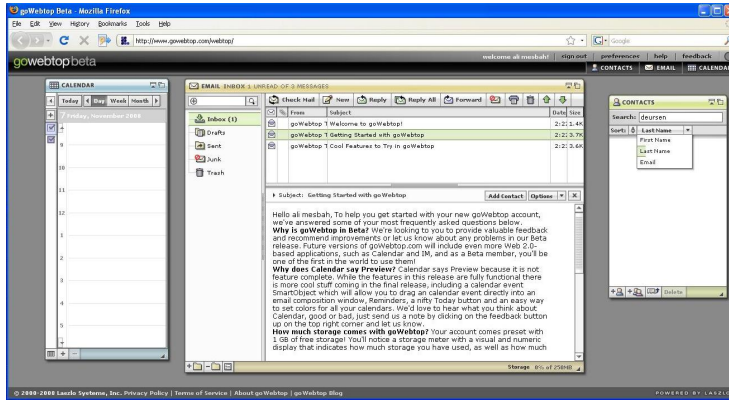 goWebtop Beta - Mozilla Firefox
File Edit View History Bookmarks Tools Help
http://www.gowebtop.com/webtop/
Google
gowebtop beta
welcome ali mesbah! sign out preferences help feedback
CONTACTS EMAIL CALENDA
CALENDAR
Today Day Week Month
7 Friday, November 2008
9
10
11
12
1
2
3
4
5
EMAIL INBOX 1 UNREAD OF 3 MESSAGES
Check Mail New Reply Reply All Forward
Inbox (1)
Drafts
Sent
Junk
Trash
From Subject Date Size
goWebtop T Welcome to goWebtop! 2:2 1.4K
goWebtop T Getting Started with goWebtop 2:2 3.7K
goWebtop T Cool Features to Try in goWebtop 2:2 3.6K
Subject: Getting Started with goWebtop Add Contact Options
Hello ali mesbah, To help you get started with your new goWebtop account,
we've answered some of your most frequently asked questions below.
Why is goWebtop in Beta? We're looking to you to provide valuable feedback
and recommend improvements or let us know about any problems in our Beta
release. Future versions of goWebtop.com will include even more Web 2.0-
based applications, such as Calendar and IM, and as a Beta member, you'll be
one of the first in the world to use them!
Why does Calendar say Preview? Calendar says Preview because it is not
feature complete. While the features in this release are fully functional there
is more cool stuff coming in the final release, including a calendar event
SmartObject which will allow you to drag an calendar event directly into an
email composition window, Reminders, a nifty Today button and an easy way
to set colors for all your calendars. We'd love to hear what you think about
Calendar, good or bad, just send us a note by clicking on the feedback button
up on the top right corner and let us know.
How much storage comes with goWebtop? Your account comes preset with
1 GB of free storage! You'll notice a storage meter with a visual and numeric
display that indicates how much storage you have used, as well as how much
Storage 0% of 250MB
CONTACTS
Search: deursen
Sort: Last Name
First Name
Last Name
Email
Delete
© 2000-2008 Laszlo Systems, Inc. Privacy Policy | Terms of Service | About goWebtop | goWebtop Blog
POWERED BY LASZLO